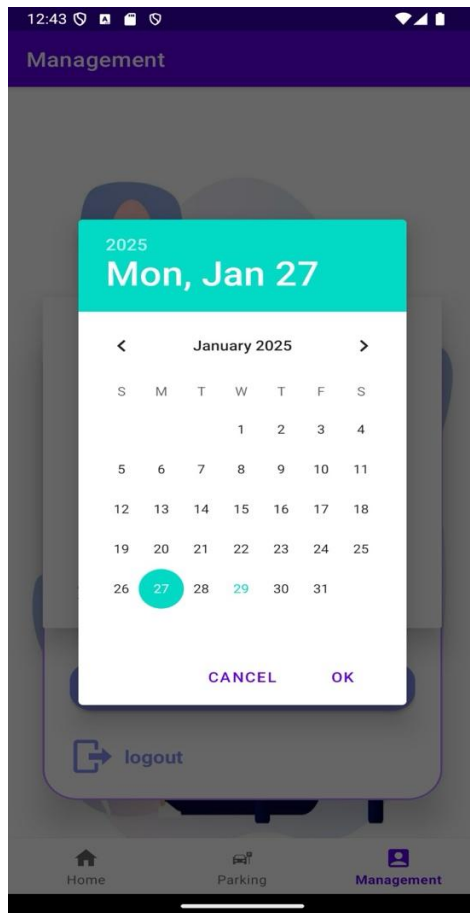 12:43
Management
2025
Mon, Jan 27
January 2025
S M T W T F S
1 2 3 4
5 6 7 8 9 10 11
12 13 14 15 16 17 18
19 20 21 22 23 24 25
26 27 28 29 30 31
CANCEL OK
logout
Home Parking Management